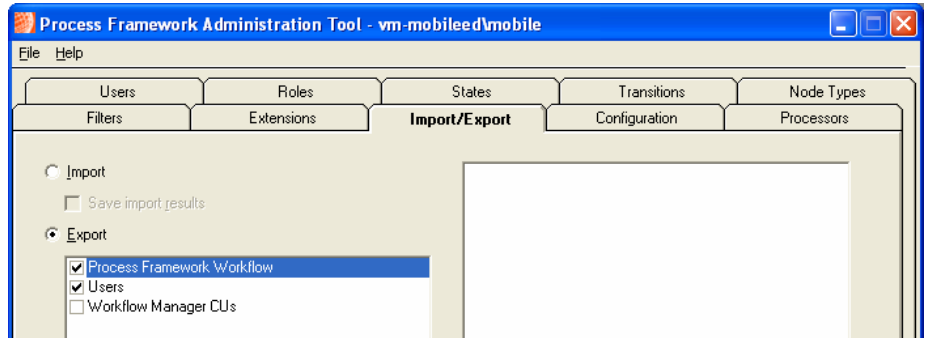 Process Framework Administration Tool - vm-mobileed\mobile
File Help
Users Roles States Transitions Node Types
Filters Extensions Import/Export Configuration Processors
Import
Save import results
Export
Process Framework Workflow
Users
Workflow Manager CUs